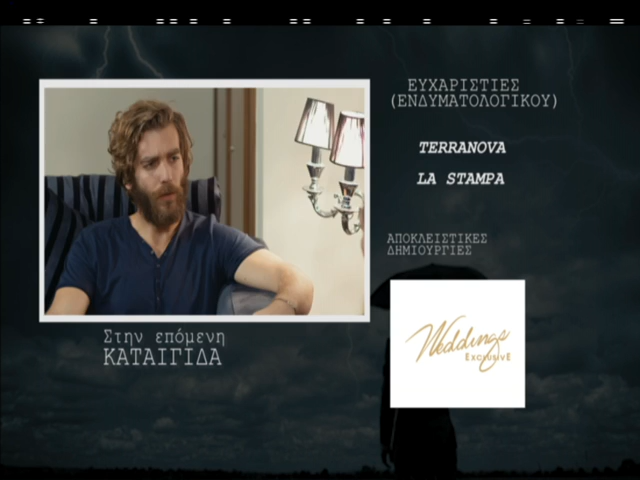 ΕΥΧΑΡΙΣΤΙΕΣ
(ΕΝΔΥΜΑΤΟΛΟΓΙΚΟΥ)
TERRANOVA
LA STAMPA
ΑΠΟΚΛΕΙΣΤΙΚΕΣ
ΔΗΜΙΟΥΡΓΙΕΣ
Weddings
EXCLUSIVE
Στην επόμενη
ΚΑΤΑΙΓΙΔΑ